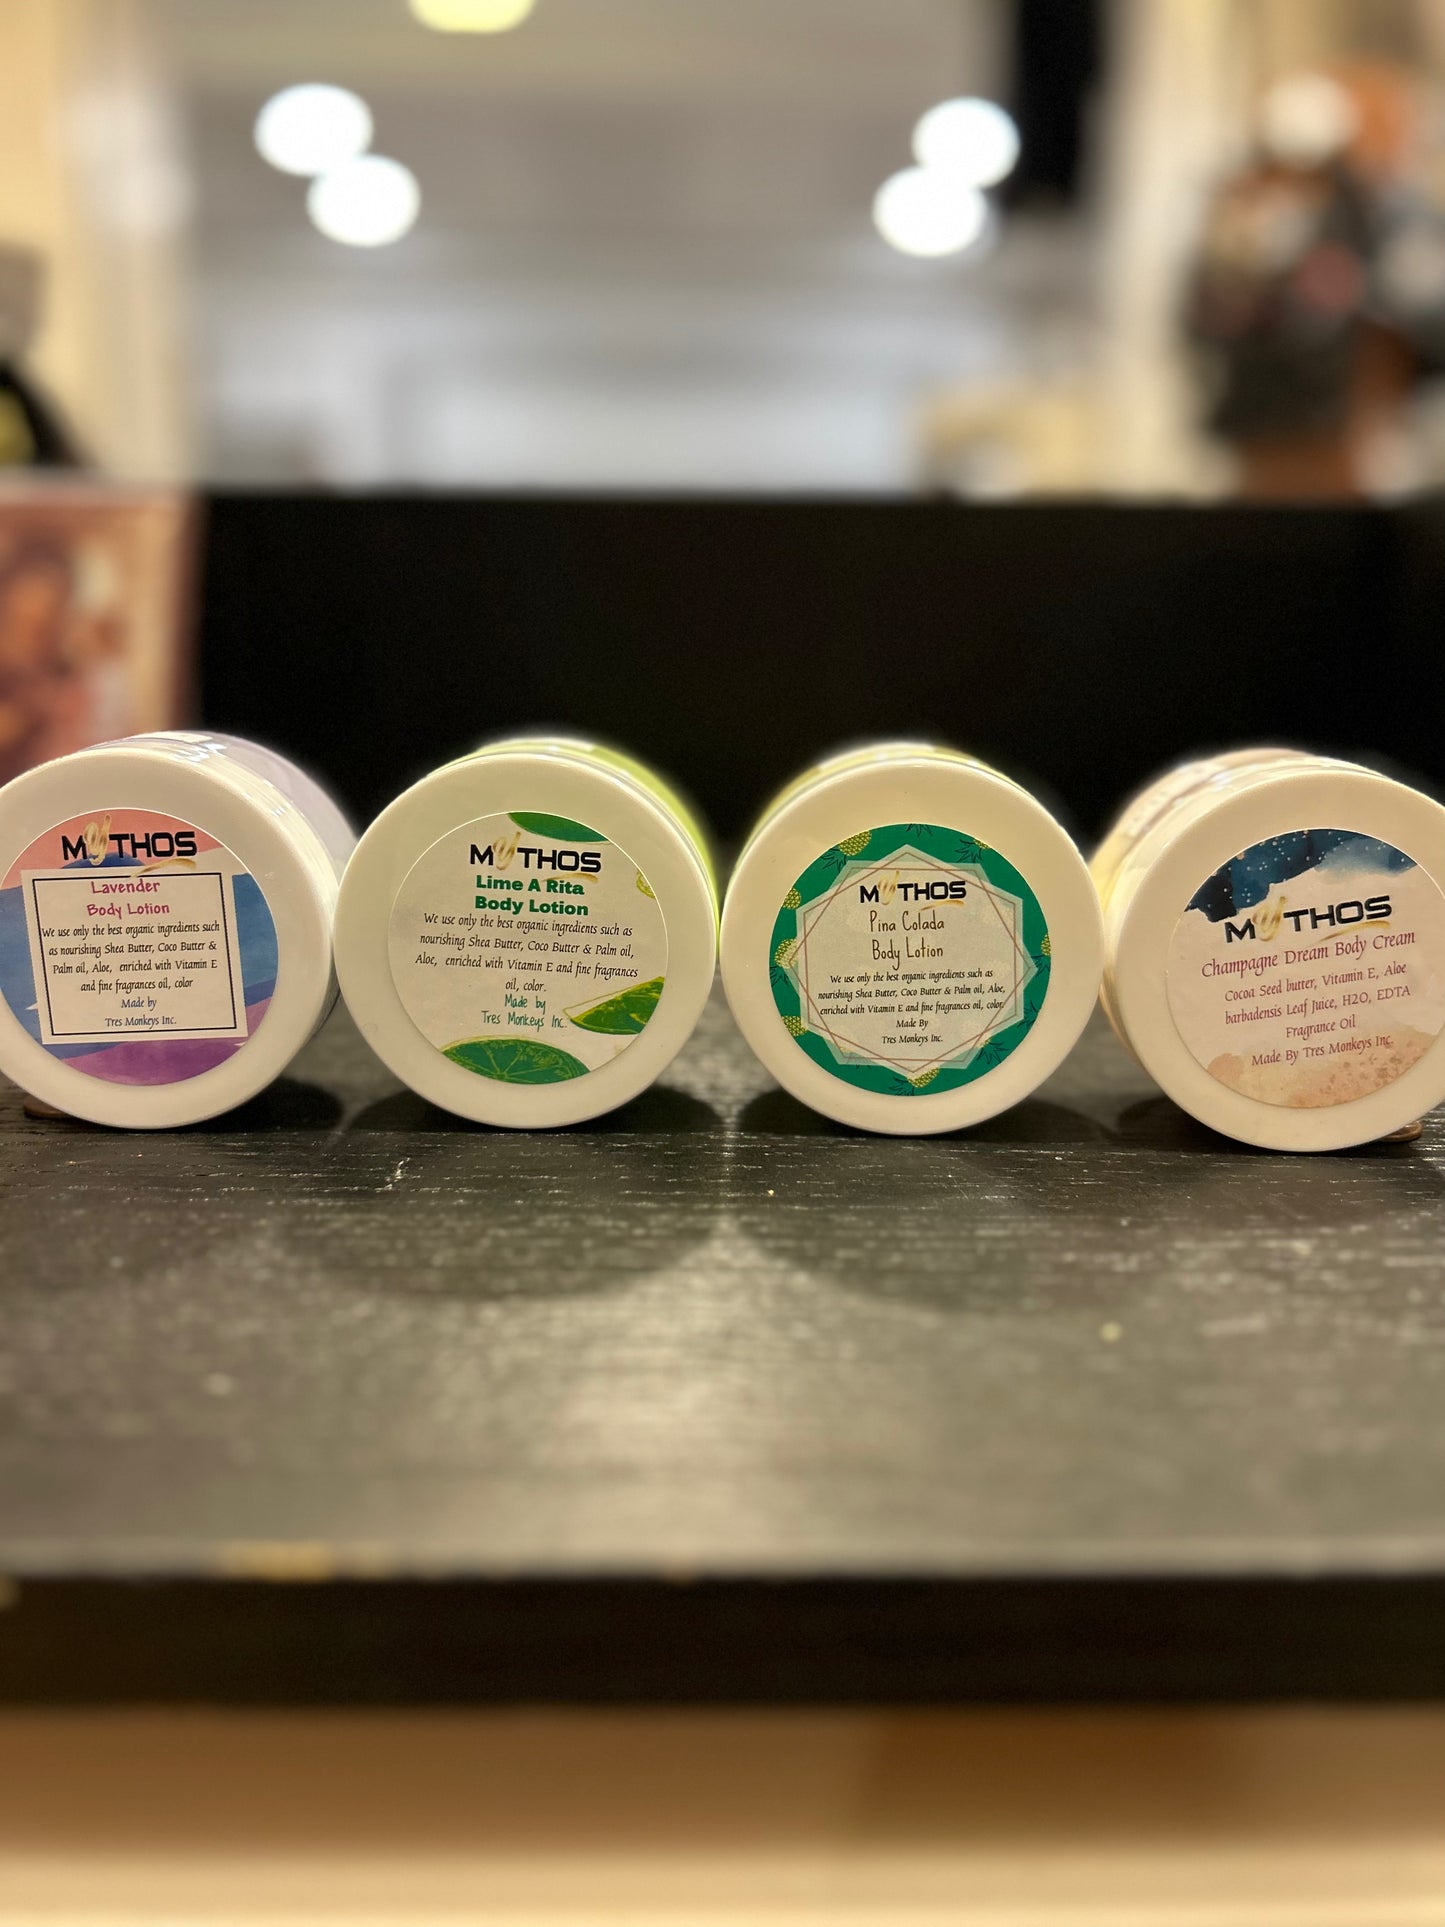 MYTHOS
Lavender
Body Lotion
We use only the best organic ingredients such
as nourishing Shea Butter, Coco Butter &
Palm oil, Aloe, enriched with Vitamin E
and fine fragrances oil, color
Made by
Tres Monkeys Inc.
MYTHOS
Lime A Rita
Body Lotion
We use only the best organic ingredients such as
nourishing Shea Butter, Coco Butter & Palm oil,
Aloe, enriched with Vitamin E and fine fragrances
oil, color.
Made by
Tres Monkeys Inc.
MYTHOS
Pina Colada
Body Lotion
We use only the best organic ingredients such as
nourishing Shea Butter, Coco Butter & Palm oil, Aloe,
enriched with Vitamin E and fine fragrances oil, color
Made By
Tres Monkeys Inc.
MYTHOS
Champagne Dream Body Cream
Cocoa Seed butter, Vitamin E, Aloe
barbadensis Leaf Juice, H2O, EDTA
Fragrance Oil
Made By Tres Monkeys Inc.